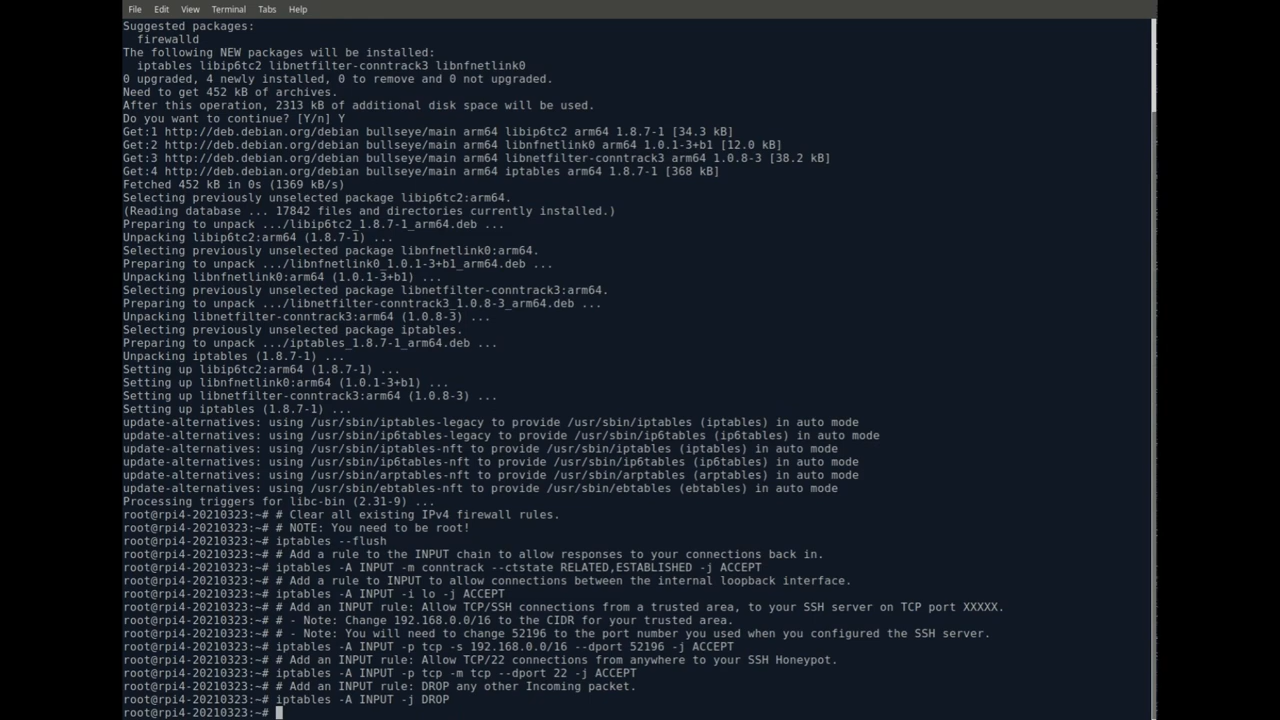 File Edit View Terminal Tabs Help
Suggested packages:
  firewalld
The following NEW packages will be installed:
  iptables libip6tc2 libnetfilter-conntrack3 libnfnetlink0
0 upgraded, 4 newly installed, 0 to remove and 0 not upgraded.
Need to get 452 kB of archives.
After this operation, 2313 kB of additional disk space will be used.
Do you want to continue? [Y/n] Y
Get:1 http://deb.debian.org/debian bullseye/main arm64 libip6tc2 arm64 1.8.7-1 [34.3 kB]
Get:2 http://deb.debian.org/debian bullseye/main arm64 libnfnetlink0 arm64 1.0.1-3+b1 [12.0 kB]
Get:3 http://deb.debian.org/debian bullseye/main arm64 libnetfilter-conntrack3 arm64 1.0.8-3 [38.2 kB]
Get:4 http://deb.debian.org/debian bullseye/main arm64 iptables arm64 1.8.7-1 [368 kB]
Fetched 452 kB in 0s (1369 kB/s)
Selecting previously unselected package libip6tc2:arm64.
(Reading database ... 17842 files and directories currently installed.)
Preparing to unpack .../libip6tc2_1.8.7-1_arm64.deb ...
Unpacking libip6tc2:arm64 (1.8.7-1) ...
Selecting previously unselected package libnfnetlink0:arm64.
Preparing to unpack .../libnfnetlink0_1.0.1-3+b1_arm64.deb ...
Unpacking libnfnetlink0:arm64 (1.0.1-3+b1) ...
Selecting previously unselected package libnetfilter-conntrack3:arm64.
Preparing to unpack .../libnetfilter-conntrack3_1.0.8-3_arm64.deb ...
Unpacking libnetfilter-conntrack3:arm64 (1.0.8-3) ...
Selecting previously unselected package iptables.
Preparing to unpack .../iptables_1.8.7-1_arm64.deb ...
Unpacking iptables (1.8.7-1) ...
Setting up libip6tc2:arm64 (1.8.7-1) ...
Setting up libnfnetlink0:arm64 (1.0.1-3+b1) ...
Setting up libnetfilter-conntrack3:arm64 (1.0.8-3) ...
Setting up iptables (1.8.7-1) ...
update-alternatives: using /usr/sbin/iptables-legacy to provide /usr/sbin/iptables (iptables) in auto mode
update-alternatives: using /usr/sbin/ip6tables-legacy to provide /usr/sbin/ip6tables (ip6tables) in auto mode
update-alternatives: using /usr/sbin/iptables-nft to provide /usr/sbin/iptables (iptables) in auto mode
update-alternatives: using /usr/sbin/ip6tables-nft to provide /usr/sbin/ip6tables (ip6tables) in auto mode
update-alternatives: using /usr/sbin/arptables-nft to provide /usr/sbin/arptables (arptables) in auto mode
update-alternatives: using /usr/sbin/ebtables-nft to provide /usr/sbin/ebtables (ebtables) in auto mode
Processing triggers for libc-bin (2.31-9) ...
root@rpi4-20210323:~# # Clear all existing IPv4 firewall rules.
root@rpi4-20210323:~# # NOTE: You need to be root!
root@rpi4-20210323:~# iptables --flush
root@rpi4-20210323:~# # Add a rule to the INPUT chain to allow responses to your connections back in.
root@rpi4-20210323:~# iptables -A INPUT -m conntrack --ctstate RELATED,ESTABLISHED -j ACCEPT
root@rpi4-20210323:~# # Add a rule to INPUT to allow connections between the internal loopback interface.
root@rpi4-20210323:~# iptables -A INPUT -i lo -j ACCEPT
root@rpi4-20210323:~# # Add an INPUT rule: Allow TCP/SSH connections from a trusted area, to your SSH server on TCP port XXXXX.
root@rpi4-20210323:~# # - Note: Change 192.168.0.0/16 to the CIDR for your trusted area.
root@rpi4-20210323:~# # - Note: You will need to change 52196 to the port number you used when you configured the SSH server.
root@rpi4-20210323:~# iptables -A INPUT -p tcp -s 192.168.0.0/16 --dport 52196 -j ACCEPT
root@rpi4-20210323:~# # Add an INPUT rule: Allow TCP/22 connections from anywhere to your SSH Honeypot.
root@rpi4-20210323:~# iptables -A INPUT -p tcp -m tcp --dport 22 -j ACCEPT
root@rpi4-20210323:~# # Add an INPUT rule: DROP any other Incoming packet.
root@rpi4-20210323:~# iptables -A INPUT -j DROP
root@rpi4-20210323:~#